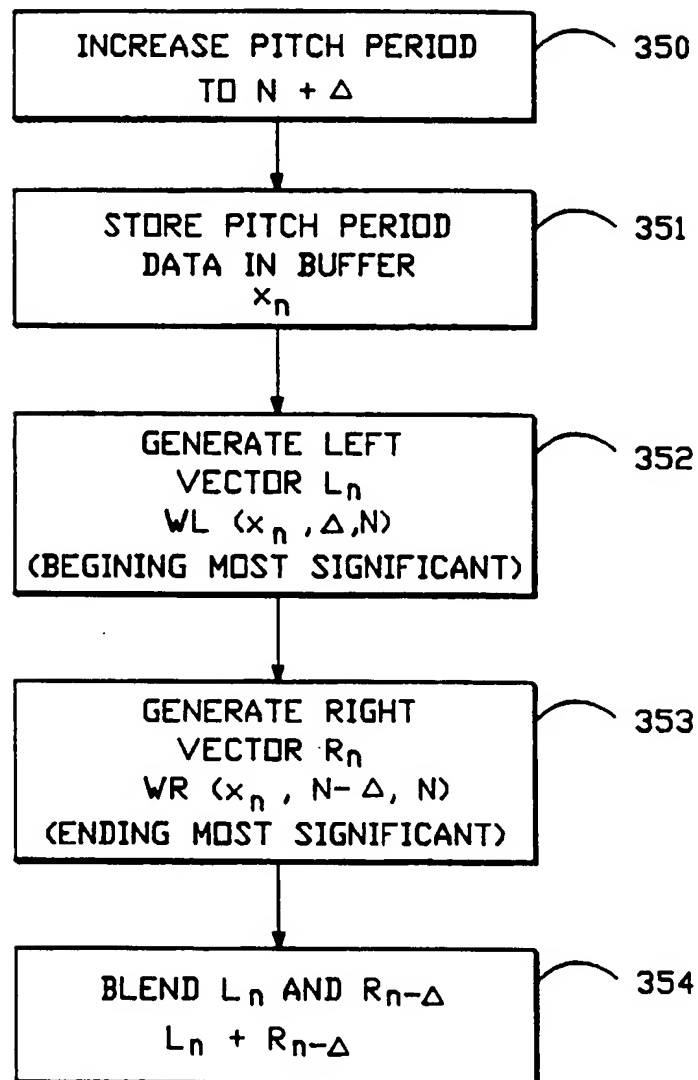 INCREASE PITCH PERIOD
TO N + Δ
350
STORE PITCH PERIOD
DATA IN BUFFER
xₙ
351
GENERATE LEFT
VECTOR Lₙ
WL (xₙ ,Δ,N)
(BEGINING MOST SIGNIFICANT)
352
GENERATE RIGHT
VECTOR Rₙ
WR (xₙ , N-Δ, N)
(ENDING MOST SIGNIFICANT)
353
BLEND Lₙ AND Rₙ₋Δ
Lₙ + Rₙ₋Δ
354